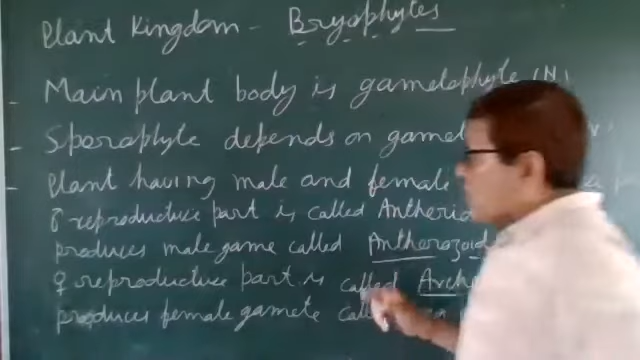 Plant Kingdom - Bryophytes
- Main plant body is gametophyte (N)
- Sporophyte depends on game
- Plant having male and female
♂ reproductive part is called Antherid
produces male game called Antherozoid
♀ reproductive part is called Arche
produces female gamete call